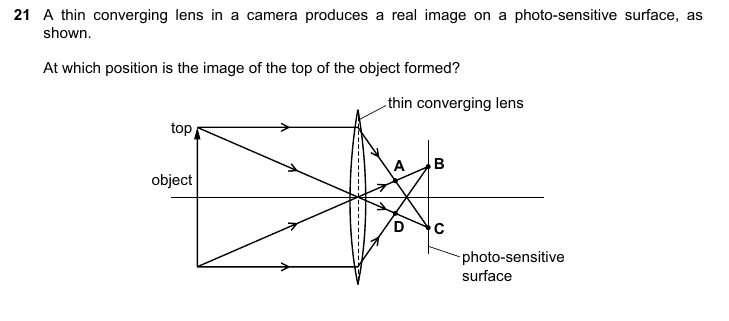 21 A thin converging lens in a camera produces a real image on a photo-sensitive surface, as
shown.
At which position is the image of the top of the object formed?
thin converging lens
top
A
B
object
D
C
photo-sensitive
surface